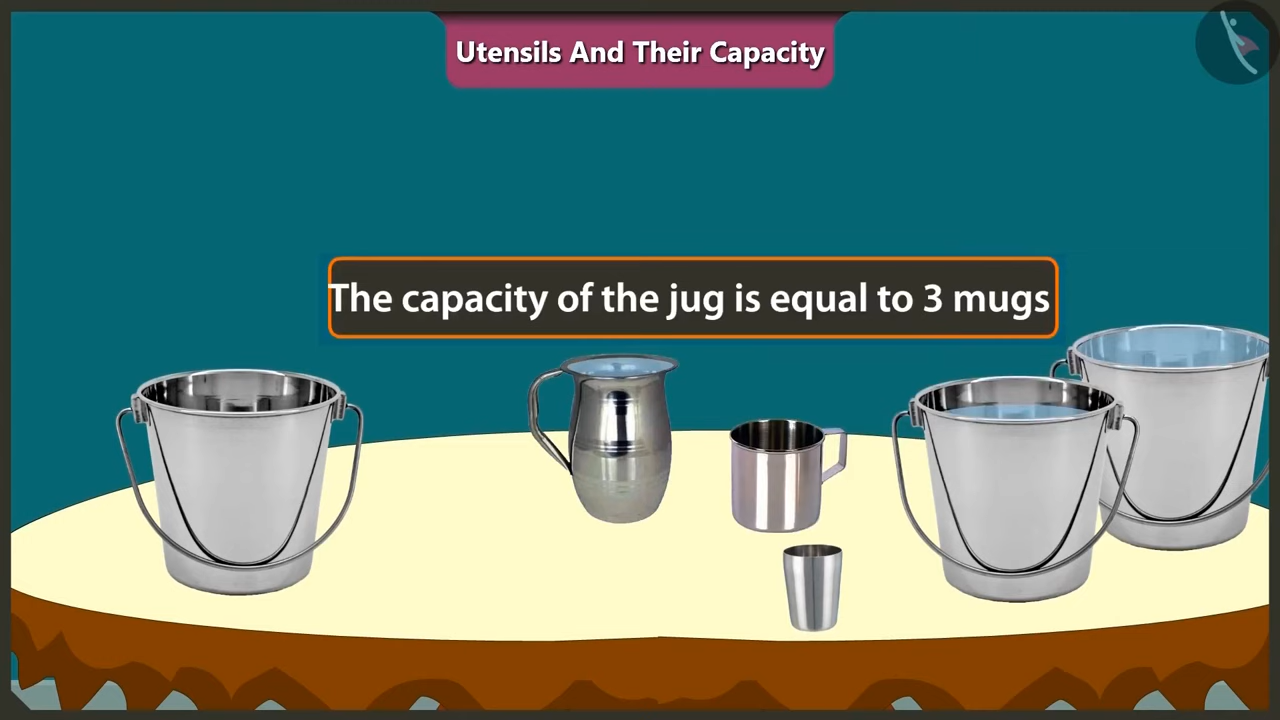 Utensils And Their Capacity
The capacity of the jug is equal to 3 mugs